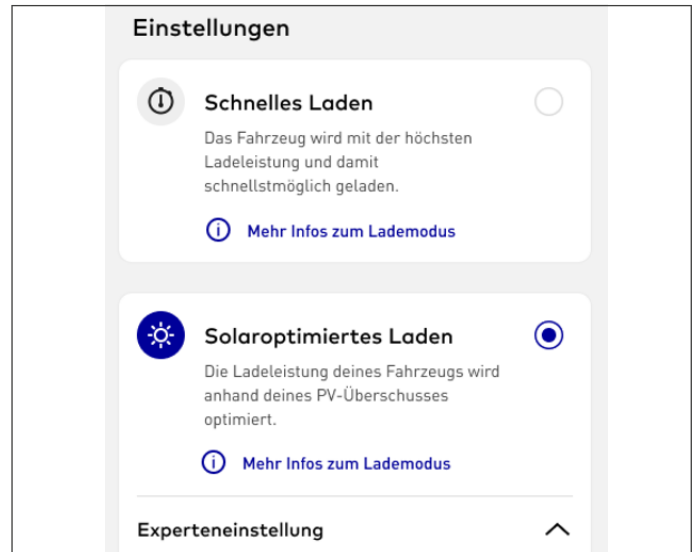 Einstellungen
Schnelles Laden
Das Fahrzeug wird mit der höchsten
Ladeleistung und damit
schnellstmöglich geladen.
Mehr Infos zum Lademodus
Solaroptimiertes Laden
Die Ladeleistung deines Fahrzeugs wird
anhand deines PV-Überschusses
optimiert.
Mehr Infos zum Lademodus
Experteneinstellung